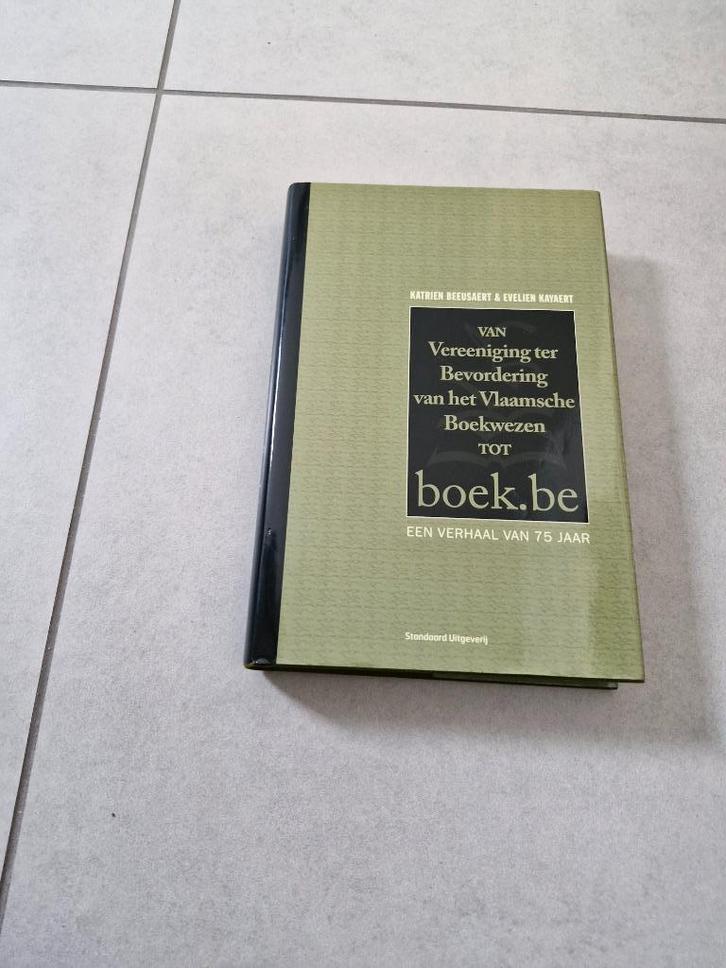 KATRIEN BEEUSAERT & EVELIEN KAYAERT
VAN
Vereeniging ter
Bevordering
van het Vlaamsche
Boekwezen
TOT
boek.be
EEN VERHAAL VAN 75 JAAR
Standaard Uitgeverij